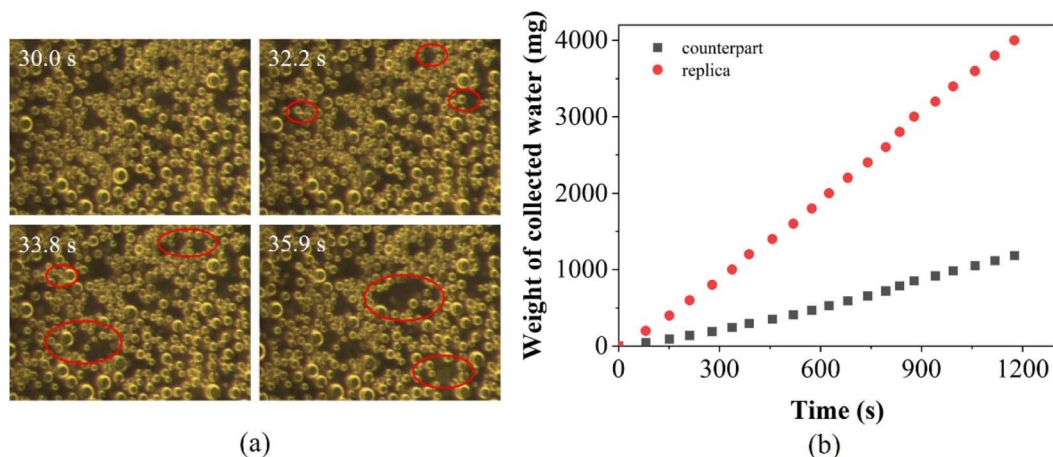 30.0 s
32.2 s
33.8 s
35.9 s
(a)
(b)
Weight of collected water (mg)
4000
3000
2000
1000
0
counterpart
replica
0
300
600
900
1200
Time (s)
(b)